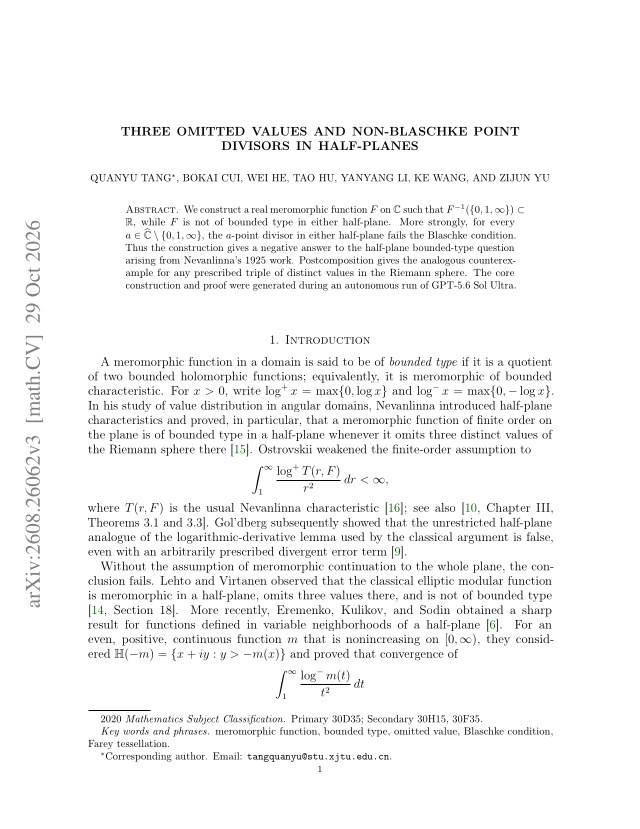 THREE OMITTED VALUES AND NON-BLASCHKE POINT
DIVISORS IN HALF-PLANES
QUANYU TANG*, BOKAI CUI, WEI HE, TAO HU, YANYANG LI, KE WANG, AND ZIJUN YU
ABSTRACT. We construct a real meromorphic function F on ℂ such that F⁻¹({0, 1, ∞}) ⊂
ℝ, while F is not of bounded type in either half-plane. More strongly, for every
a ∈ ℂ̂ \ {0, 1, ∞}, the a-point divisor in either half-plane fails the Blaschke condition.
Thus the construction gives a negative answer to the half-plane bounded-type question
arising from Nevanlinna's 1925 work. Postcomposition gives the analogous counterex-
ample for any prescribed triple of distinct values in the Riemann sphere. The core
construction and proof were generated during an autonomous run of GPT-5.6 Sol Ultra.
1. INTRODUCTION
A meromorphic function in a domain is said to be of bounded type if it is a quotient
of two bounded holomorphic functions; equivalently, it is meromorphic of bounded
characteristic. For x > 0, write log⁺ x = max{0, log x} and log⁻ x = max{0, − log x}.
In his study of value distribution in angular domains, Nevanlinna introduced half-plane
characteristics and proved, in particular, that a meromorphic function of finite order on
the plane is of bounded type in a half-plane whenever it omits three distinct values of
the Riemann sphere there [15]. Ostrovskii weakened the finite-order assumption to
∫₁^∞ log⁺ T(r, F) / r² dr < ∞,
where T(r, F) is the usual Nevanlinna characteristic [16]; see also [10, Chapter III,
Theorems 3.1 and 3.3]. Gol'dberg subsequently showed that the unrestricted half-plane
analogue of the logarithmic-derivative lemma used by the classical argument is false,
even with an arbitrarily prescribed divergent error term [9].
Without the assumption of meromorphic continuation to the whole plane, the con-
clusion fails. Lehto and Virtanen observed that the classical elliptic modular function
is meromorphic in a half-plane, omits three values there, and is not of bounded type
[14, Section 18]. More recently, Eremenko, Kulikov, and Sodin obtained a sharp
result for functions defined in variable neighborhoods of a half-plane [6]. For an
even, positive, continuous function m that is nonincreasing on [0, ∞), they consid-
ered ℍ(−m) = {x + iy : y > −m(x)} and proved that convergence of
∫₁^∞ log⁻ m(t) / t² dt
2020 Mathematics Subject Classification. Primary 30D35; Secondary 30H15, 30F35.
Key words and phrases. meromorphic function, bounded type, omitted value, Blaschke condition,
Farey tessellation.
*Corresponding author. Email: tangquanyu@stu.xjtu.edu.cn.
1
arXiv:2608.26062v3 [math.CV] 29 Oct 2026